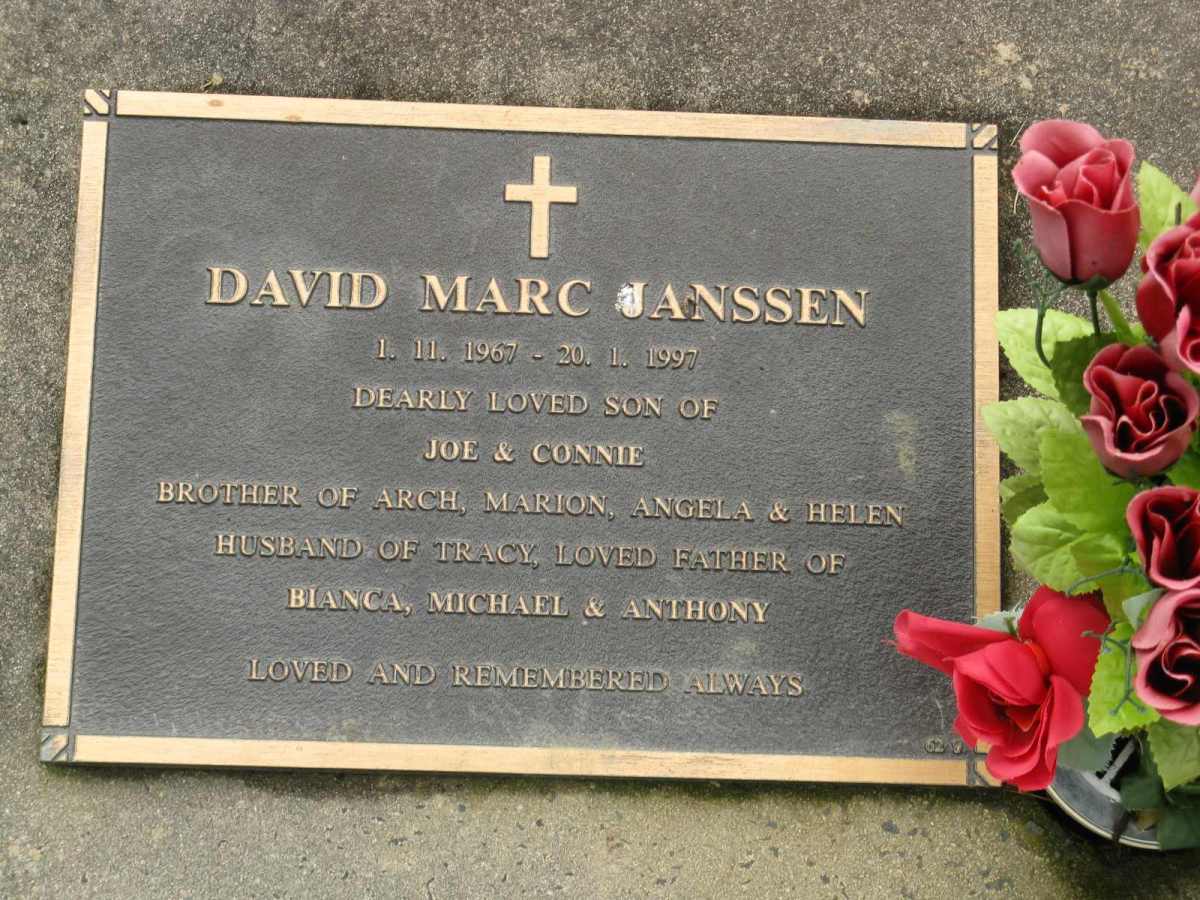 DAVID MARC JANSSEN
1. 11. 1967 - 20. 1. 1997
DEARLY LOVED SON OF
JOE & CONNIE
BROTHER OF ARCH, MARION, ANGELA & HELEN
HUSBAND OF TRACY, LOVED FATHER OF
BIANCA, MICHAEL & ANTHONY
LOVED AND REMEMBERED ALWAYS